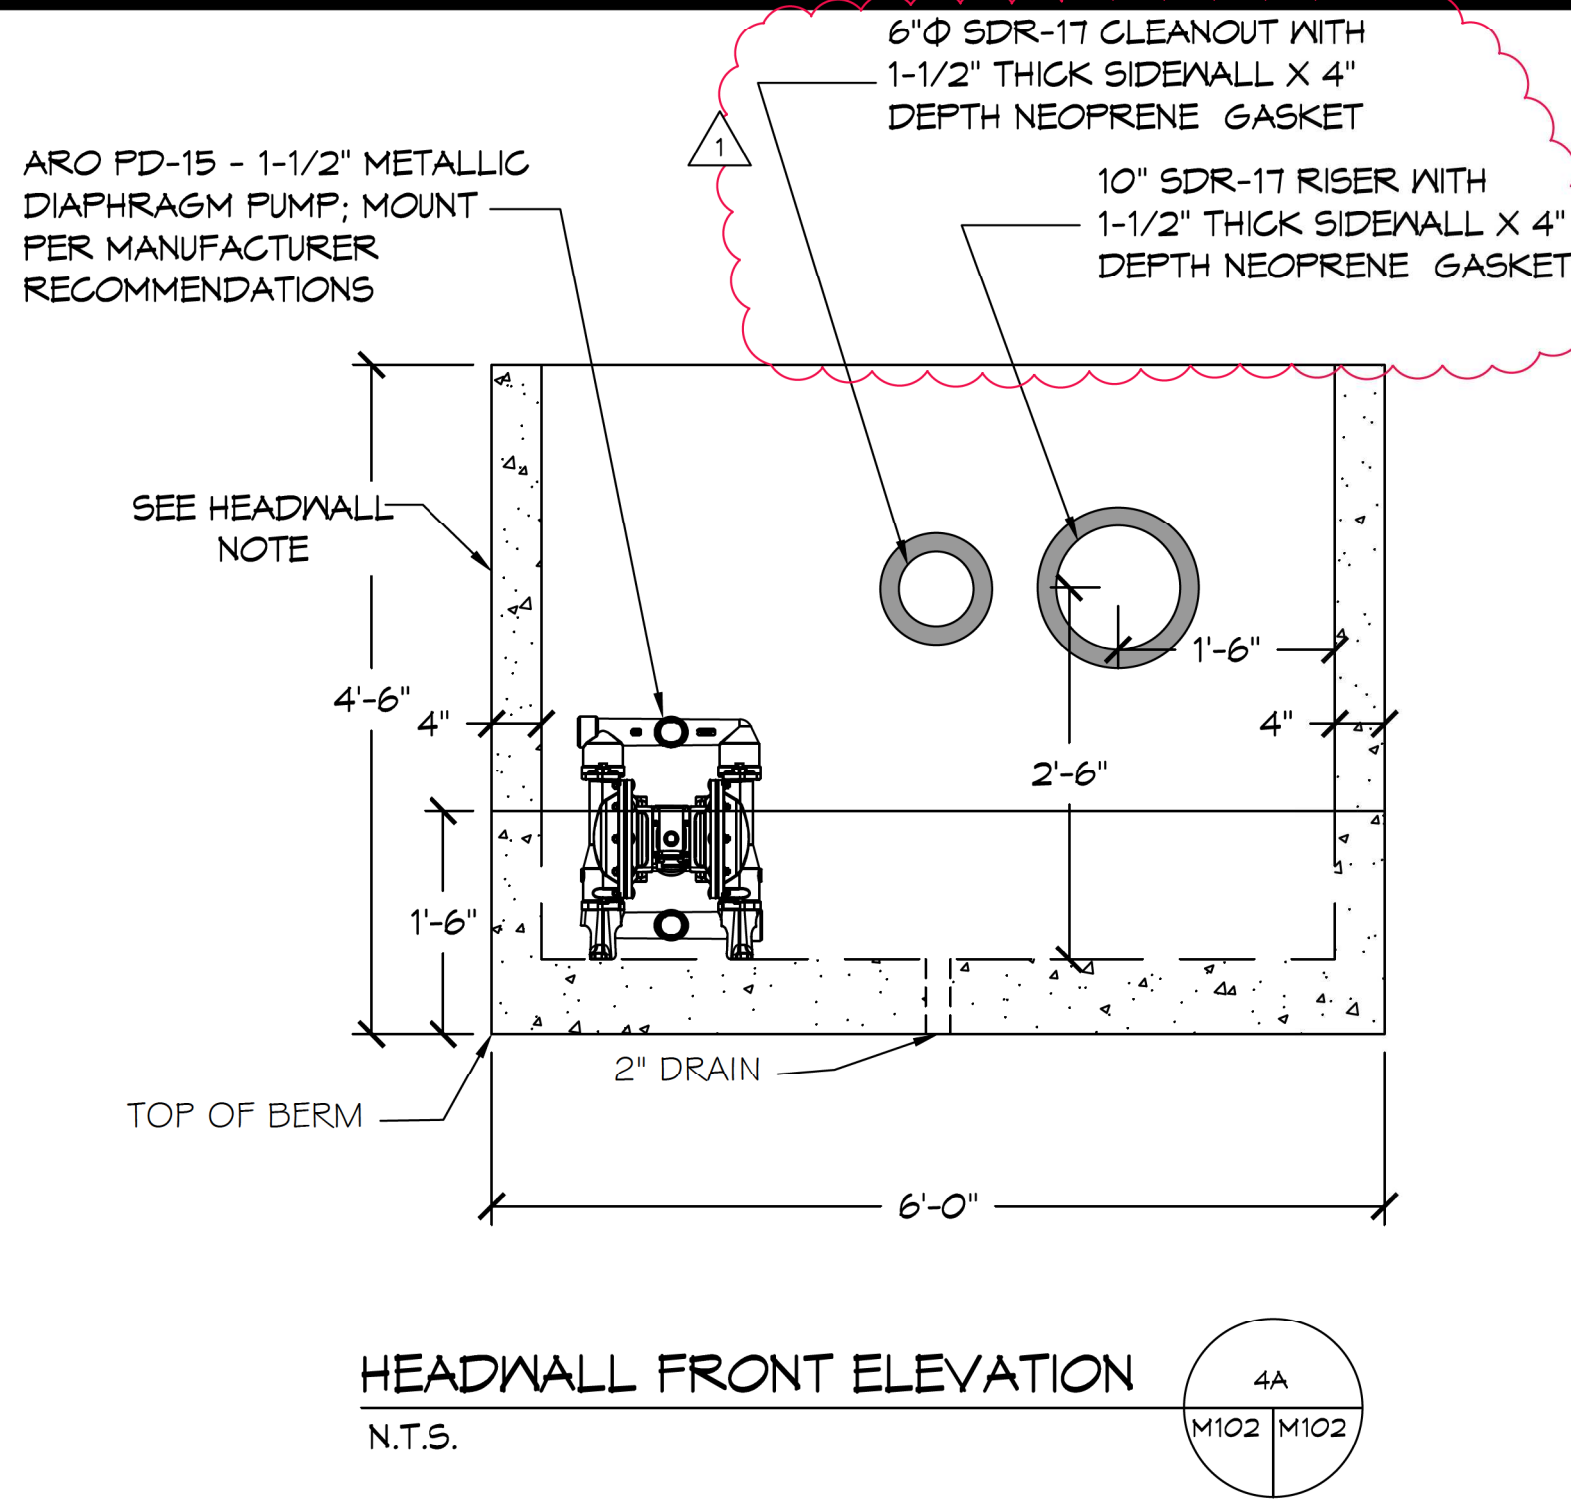 6"Φ SDR-17 CLEANOUT WITH
1-1/2" THICK SIDEWALL X 4"
DEPTH NEOPRENE GASKET
1
ARO PD-15 - 1-1/2" METALLIC
DIAPHRAGM PUMP; MOUNT
PER MANUFACTURER
RECOMMENDATIONS
10" SDR-17 RISER WITH
1-1/2" THICK SIDEWALL X 4"
DEPTH NEOPRENE GASKET
SEE HEADWALL
NOTE
1'-6"
4'-6"
4"
4"
2'-6"
1'-6"
2" DRAIN
TOP OF BERM
6'-0"
HEADWALL FRONT ELEVATION
N.T.S.
4A
M102
M102